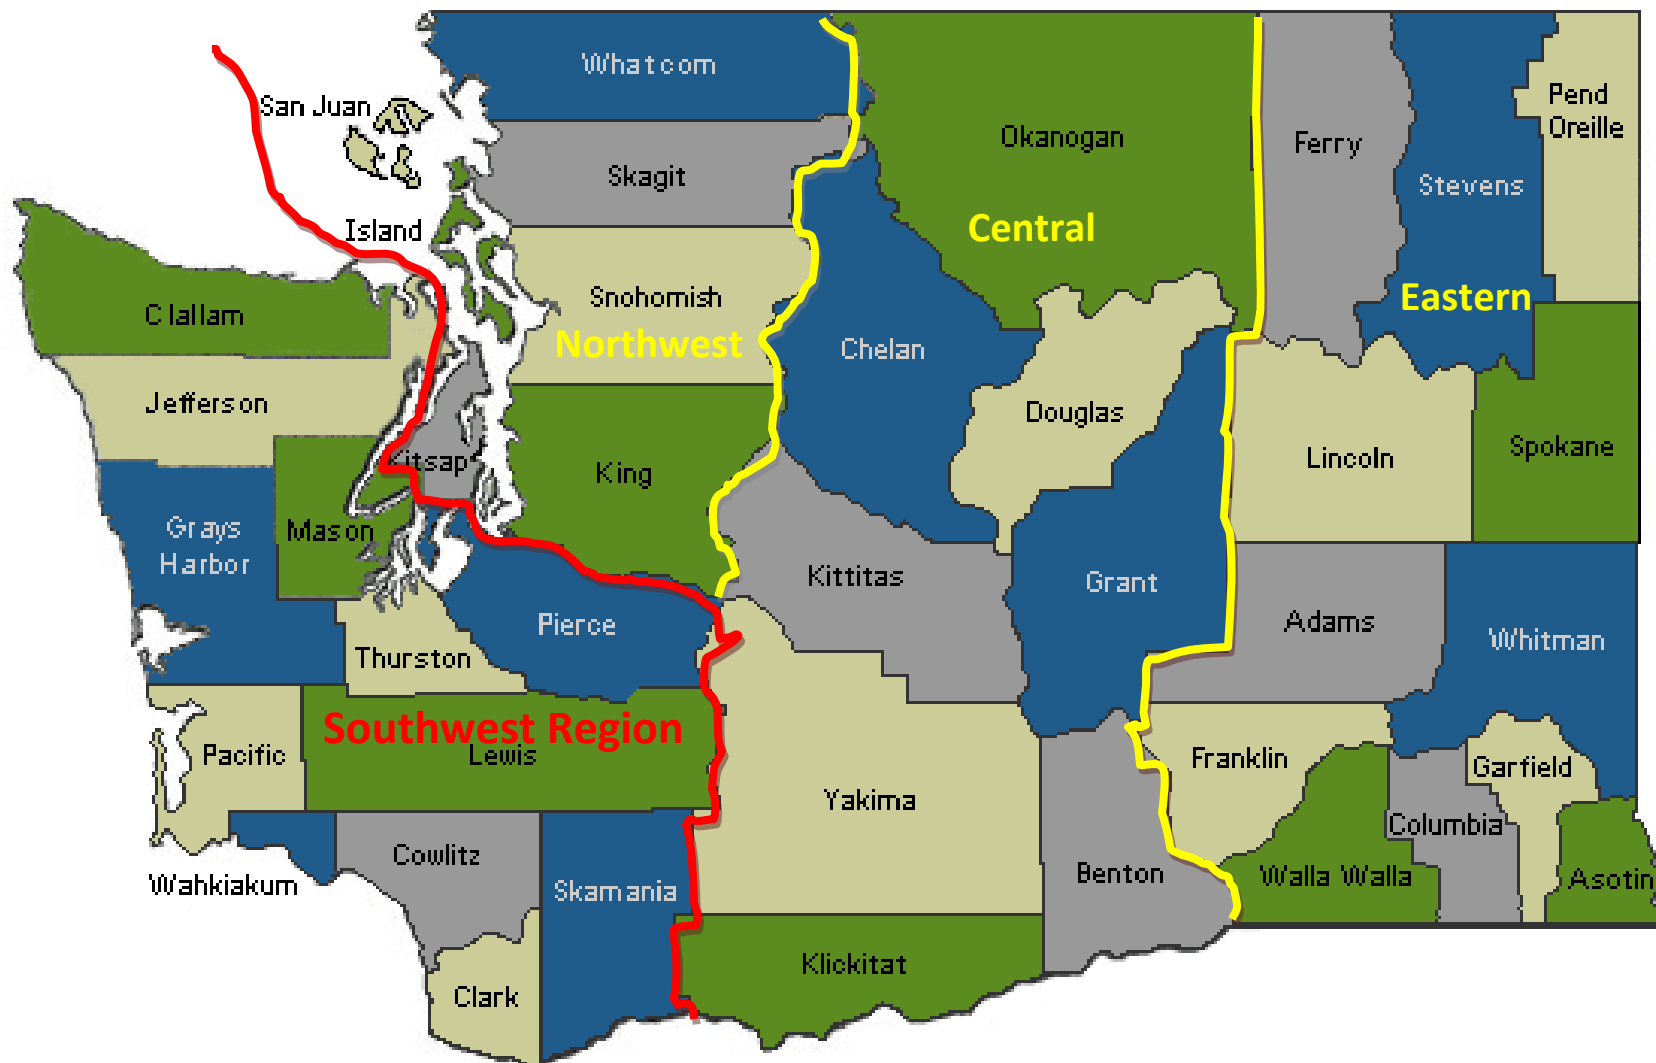 Whatcom
San Juan
Pend
Oreille
Okanogan
Ferry
Skagit
Stevens
Island
Central
Snohomish
Eastern
Clallam
Northwest
Chelan
Jefferson
Douglas
Kitsap
King
Lincoln
Spokane
Grays
Harbor
Mason
Kittitas
Grant
Pierce
Adams
Whitman
Thurston
Southwest Region
Pacific
Lewis
Franklin
Garfield
Yakima
Columbia
Cowlitz
Wahkiakum
Skamania
Benton
Walla Walla
Asotin
Klickitat
Clark